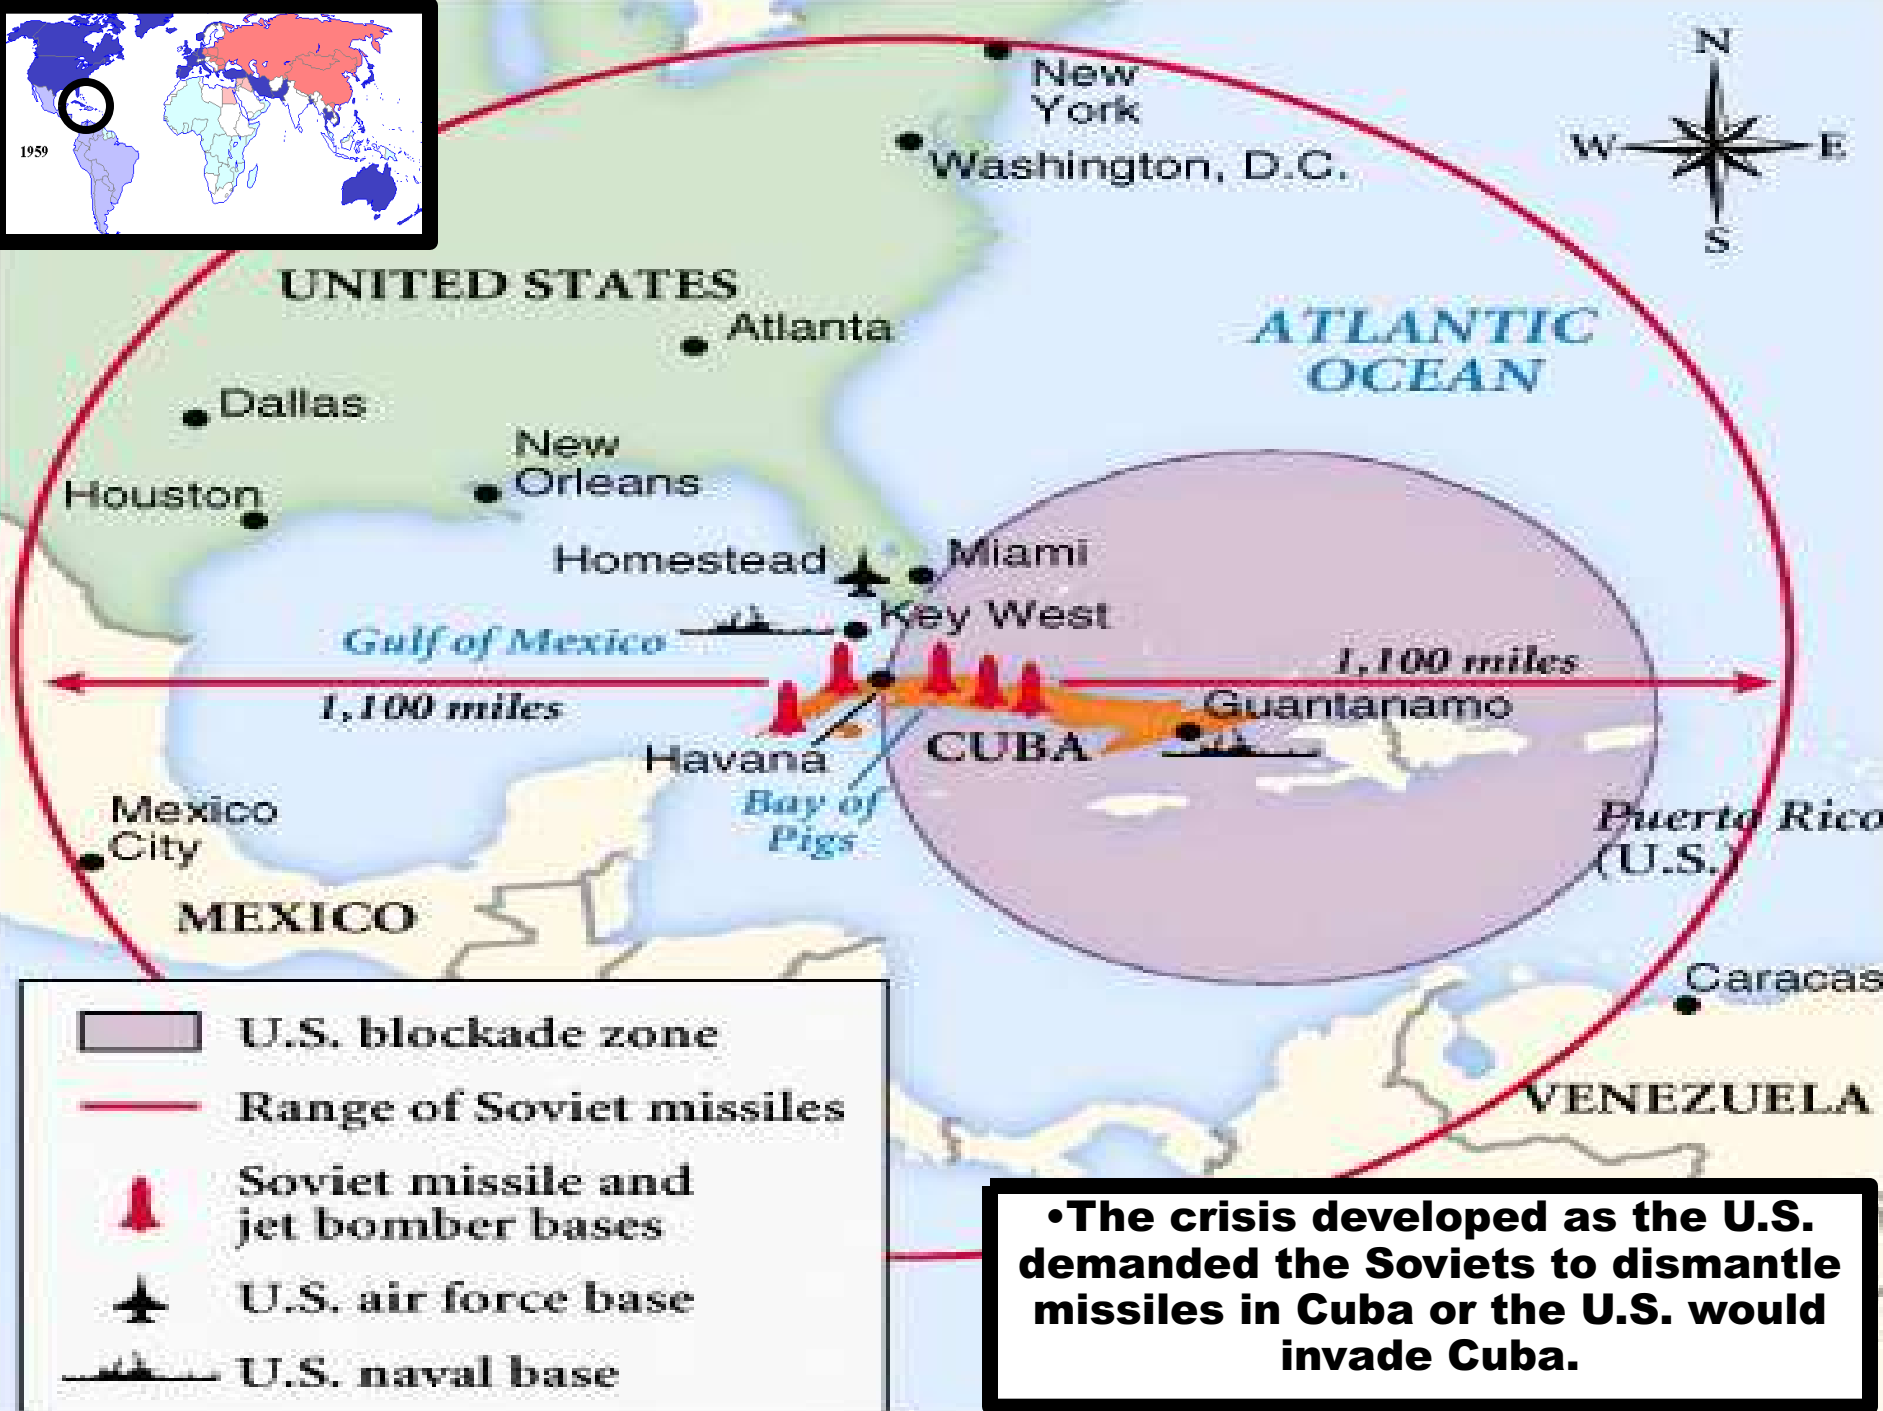 1959
N
W
E
S
New
York
Washington, D.C.
UNITED STATES
Atlanta
ATLANTIC
OCEAN
Dallas
New
Orleans
Houston
Homestead
Miami
Key West
Gulf of Mexico
1,100 miles
1,100 miles
Guantanamo
Havana
CUBA
Bay of
Pigs
Mexico
City
Puerto Rico
(U.S.)
MEXICO
Caracas
VENEZUELA
U.S. blockade zone
Range of Soviet missiles
Soviet missile and
jet bomber bases
U.S. air force base
U.S. naval base
•The crisis developed as the U.S.
demanded the Soviets to dismantle
missiles in Cuba or the U.S. would
invade Cuba.